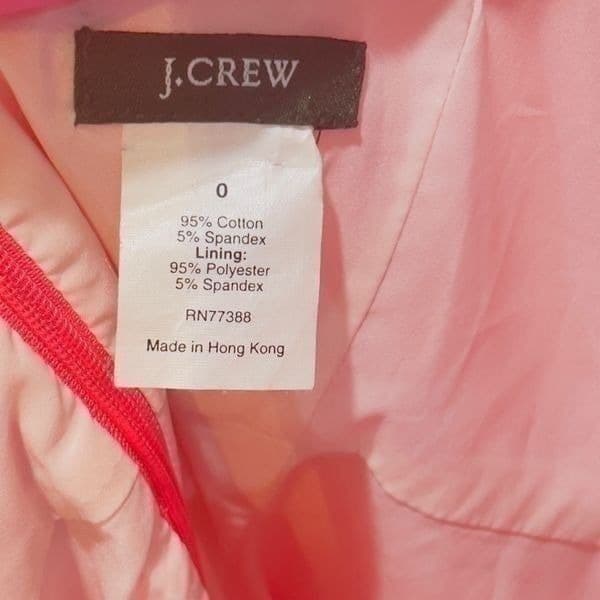 J.CREW
0
95% Cotton
5% Spandex
Lining:
95% Polyester
5% Spandex
RN77388
Made in Hong Kong